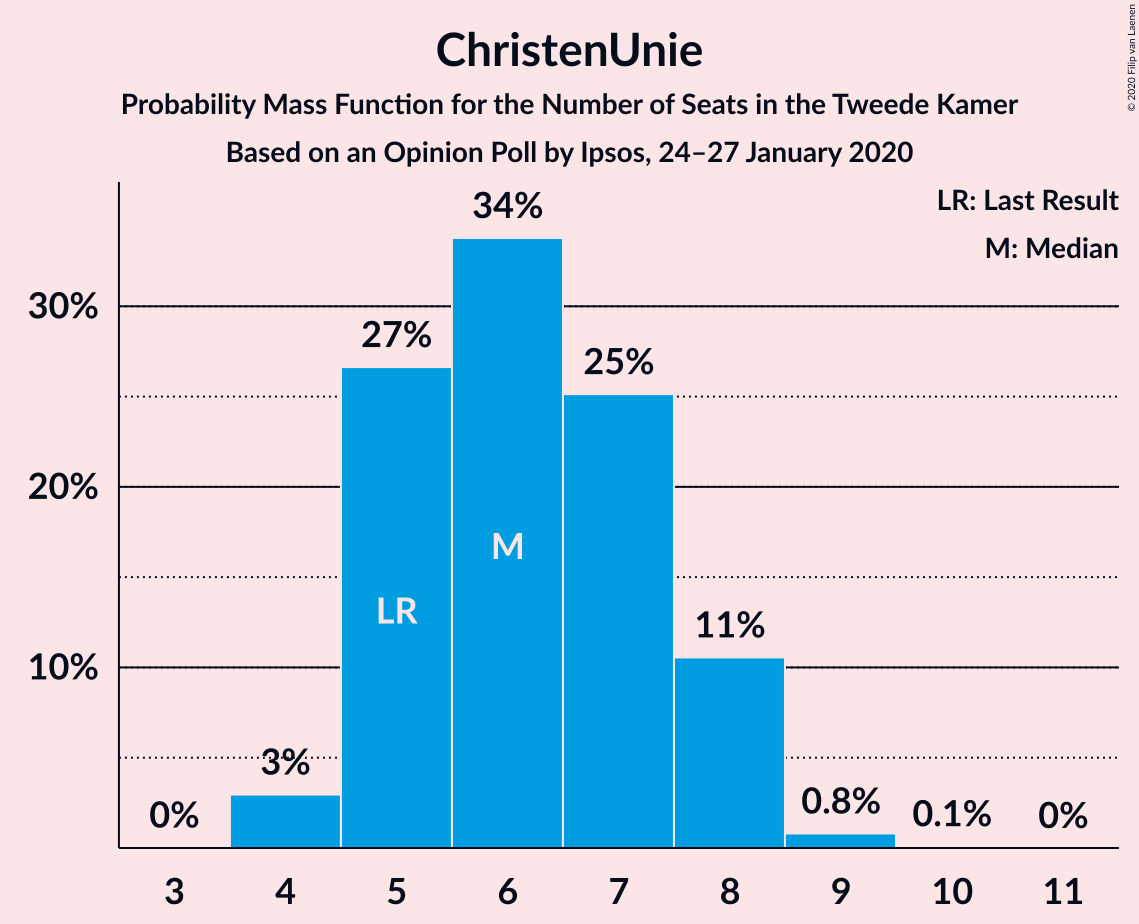 ChristenUnie
Probability Mass Function for the Number of Seats in the Tweede Kamer
Based on an Opinion Poll by Ipsos, 24–27 January 2020
© 2020 Filip van Laenen
LR: Last Result
M: Median
30%
20%
10%
0%
3%
27%
34%
25%
11%
0.8%
0.1%
0%
LR
M
3
4
5
6
7
8
9
10
11